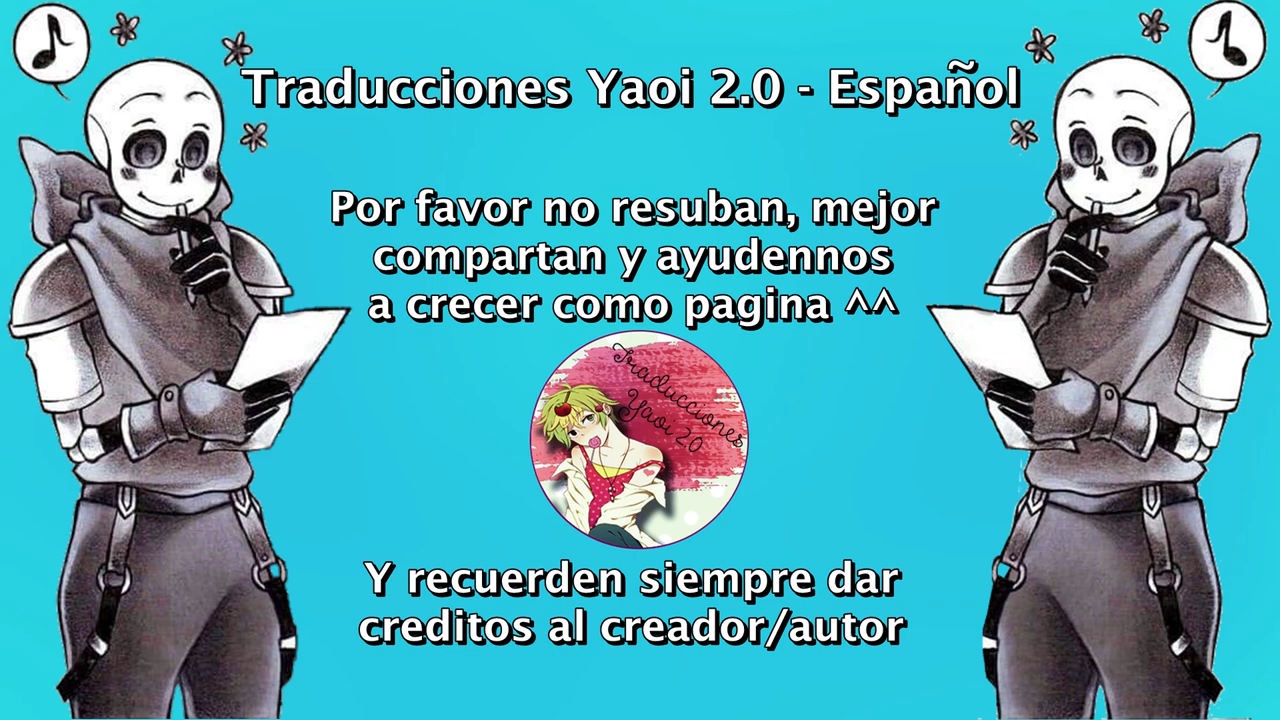 Traducciones Yaoi 2.0 - Español
Por favor no resuban, mejor
compartan y ayudennos
a crecer como pagina ^^
Traducciones
Yaoi 2.0
Y recuerden siempre dar
creditos al creador/autor